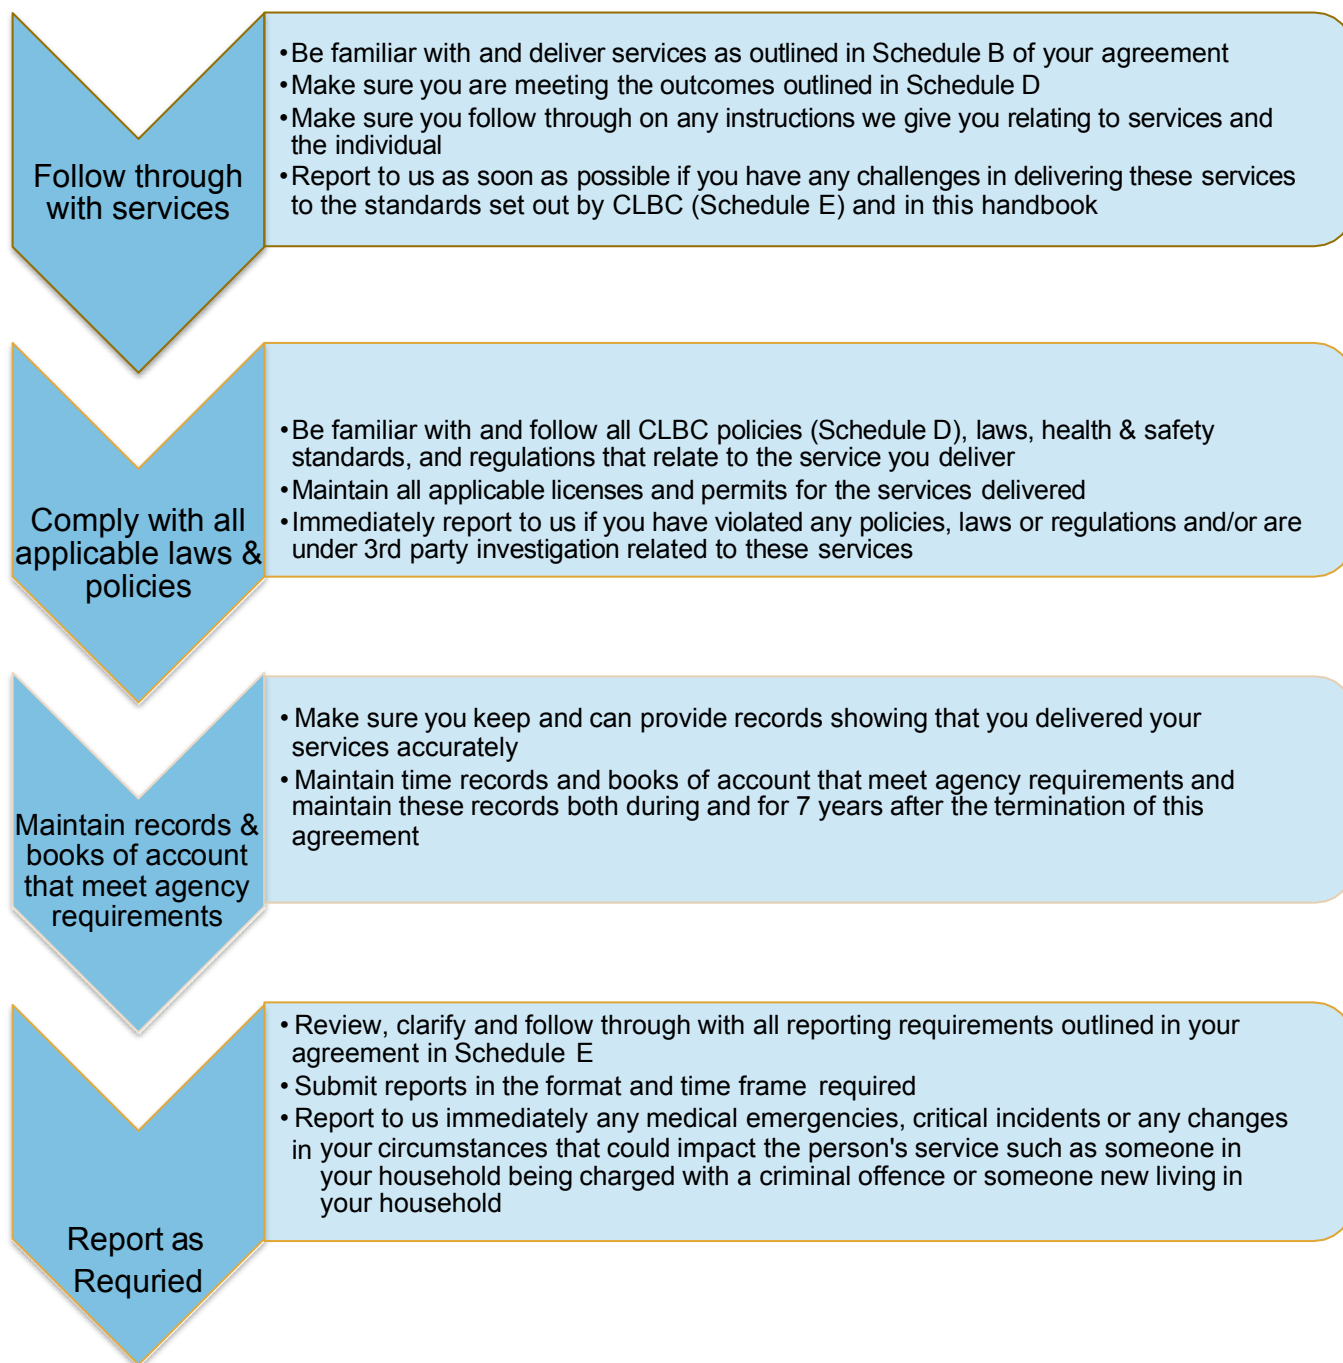 Follow through
with services
•Be familiar with and deliver services as outlined in Schedule B of your agreement
•Make sure you are meeting the outcomes outlined in Schedule D
•Make sure you follow through on any instructions we give you relating to services and
the individual
•Report to us as soon as possible if you have any challenges in delivering these services
to the standards set out by CLBC (Schedule E) and in this handbook
Comply with all
applicable laws &
policies
•Be familiar with and follow all CLBC policies (Schedule D), laws, health & safety
standards, and regulations that relate to the service you deliver
•Maintain all applicable licenses and permits for the services delivered
•Immediately report to us if you have violated any policies, laws or regulations and/or are
under 3rd party investigation related to these services
Maintain records &
books of account
that meet agency
requirements
• Make sure you keep and can provide records showing that you delivered your
services accurately
• Maintain time records and books of account that meet agency requirements and
maintain these records both during and for 7 years after the termination of this
agreement
Report as
Requried
• Review, clarify and follow through with all reporting requirements outlined in your
agreement in Schedule E
• Submit reports in the format and time frame required
• Report to us immediately any medical emergencies, critical incidents or any changes
in your circumstances that could impact the person's service such as someone in
your household being charged with a criminal offence or someone new living in
your household